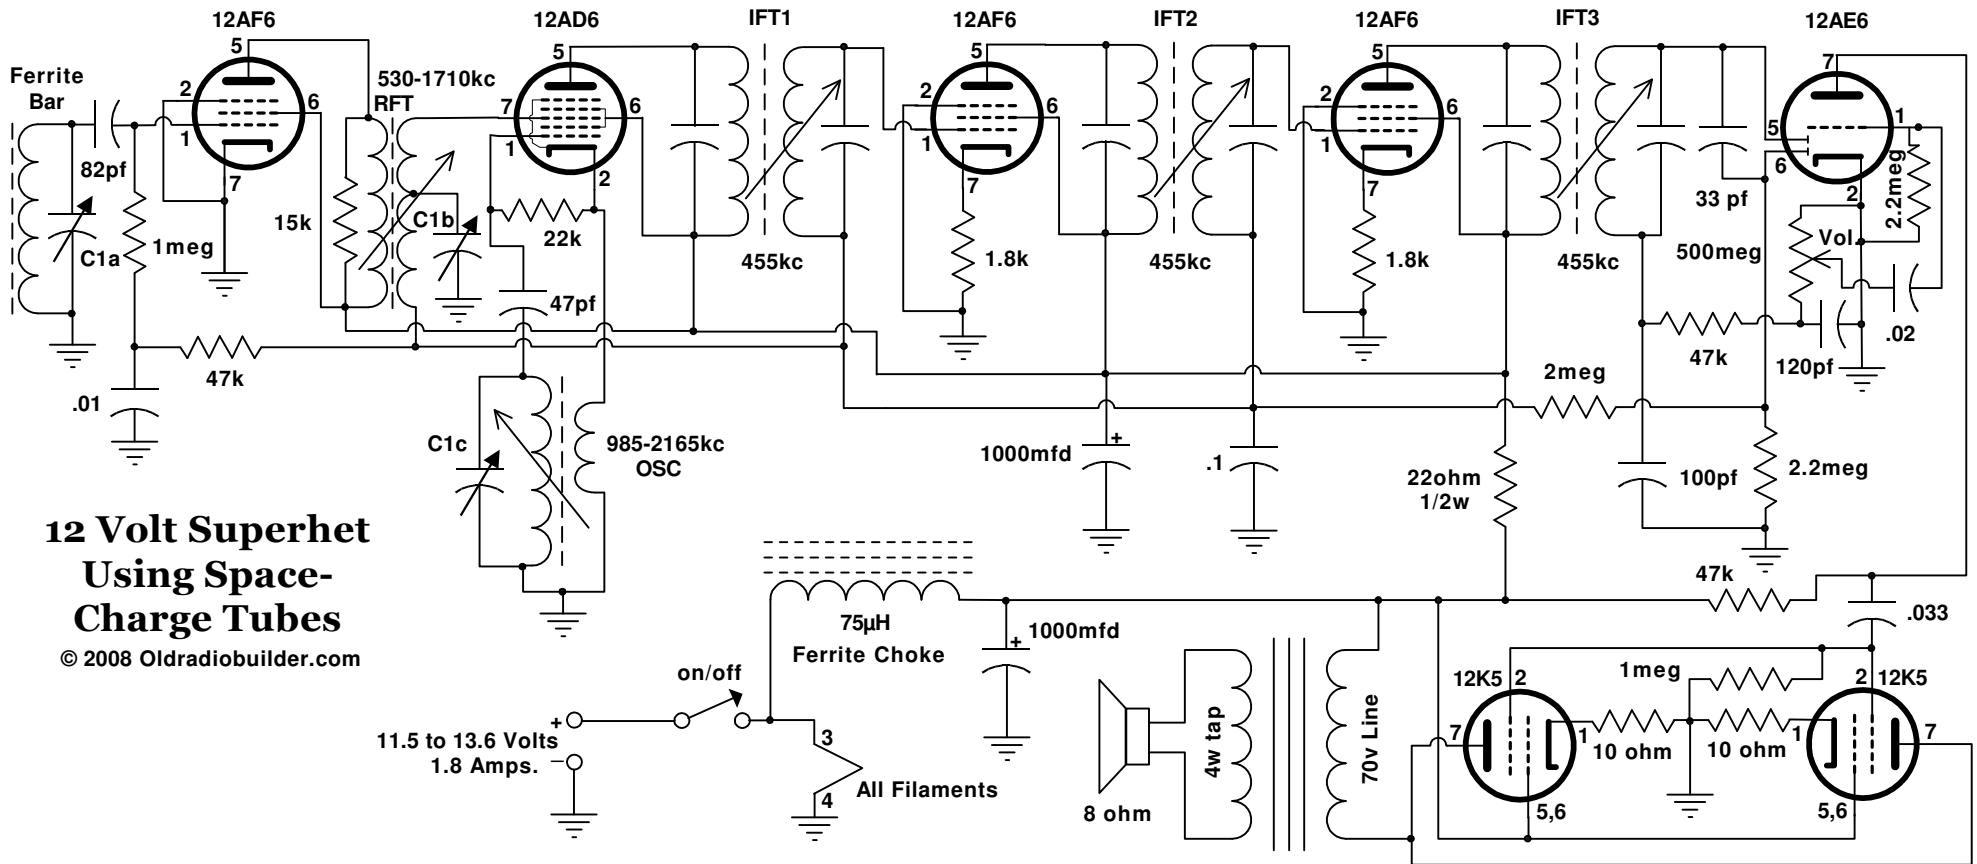 12AF6
12AD6
IFT1
12AF6
IFT2
12AF6
IFT3
12AE6
5
5
5
5
7
Ferrite
Bar
530-1710kc
RFT
2
6
1
7
7
6
1
2
2
6
1
7
2
6
1
7
5
6
1
2
82pf
C1a
1meg
15k
C1b
22k
47pf
455kc
1.8k
455kc
1.8k
455kc
33 pf
500meg
Vol.
2.2meg
.02
47k
120pf
47k
.01
2meg
C1c
985-2165kc
OSC
1000mfd
+
.1
22ohm
1/2w
100pf
2.2meg
12 Volt Superhet
Using Space-
Charge Tubes
© 2008 Oldradiobuilder.com
75µH
Ferrite Choke
+
1000mfd
47k
.033
on/off
+
11.5 to 13.6 Volts
1.8 Amps.
−
3
4
All Filaments
8 ohm
4w tap
70v Line
12K5
2
1meg
2
12K5
7
1
10 ohm
10 ohm
1
7
5,6
5,6